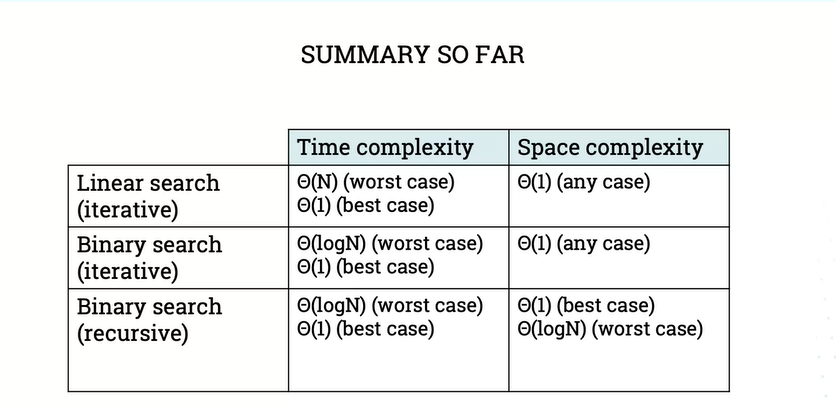 SUMMARY SO FAR
Time complexity
Space complexity
Linear search
(iterative)
Θ(N) (worst case)
Θ(1) (best case)
Θ(1) (any case)
Binary search
(iterative)
Θ(logN) (worst case)
Θ(1) (best case)
Θ(1) (any case)
Binary search
(recursive)
Θ(logN) (worst case)
Θ(1) (best case)
Θ(1) (best case)
Θ(logN) (worst case)